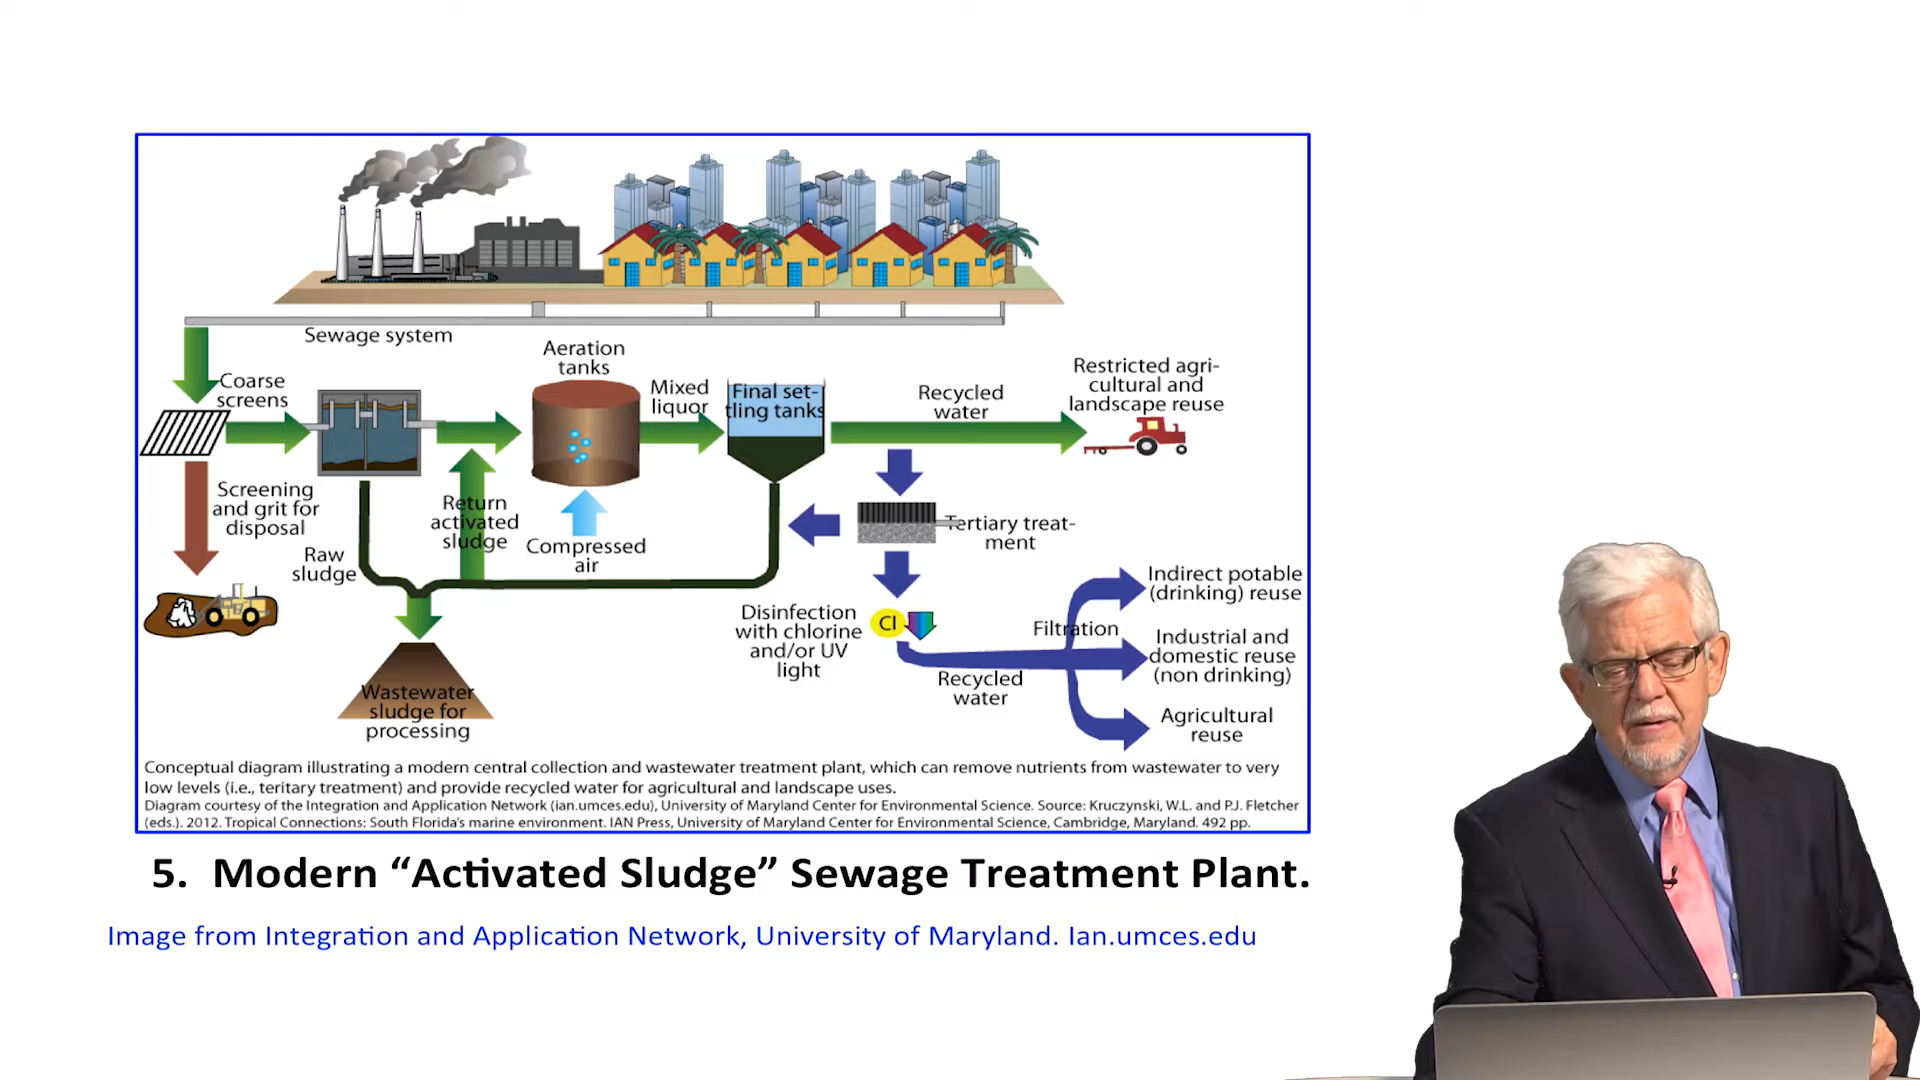 Sewage system
Aeration
tanks
Coarse
screens
Mixed
liquor
Final set-
tling tanks
Recycled
water
Restricted agri-
cultural and
landscape reuse
Screening
and grit for
disposal
Return
activated
sludge
Compressed
air
Raw
sludge
Tertiary treat-
ment
Disinfection
with chlorine
and/or UV
light
Cl
Filtration
Recycled
water
Indirect potable
(drinking) reuse
Industrial and
domestic reuse
(non drinking)
Agricultural
reuse
Wastewater
sludge for
processing
Conceptual diagram illustrating a modern central collection and wastewater treatment plant, which can remove nutrients from wastewater to very
low levels (i.e., teritary treatment) and provide recycled water for agricultural and landscape uses.
Diagram courtesy of the Integration and Application Network (ian.umces.edu), University of Maryland Center for Environmental Science. Source: Kruczynski, W.L. and P.J. Fletcher
(eds.). 2012. Tropical Connections: South Florida's marine environment. IAN Press, University of Maryland Center for Environmental Science, Cambridge, Maryland. 492 pp.
5. Modern “Activated Sludge” Sewage Treatment Plant.
Image from Integration and Application Network, University of Maryland. Ian.umces.edu